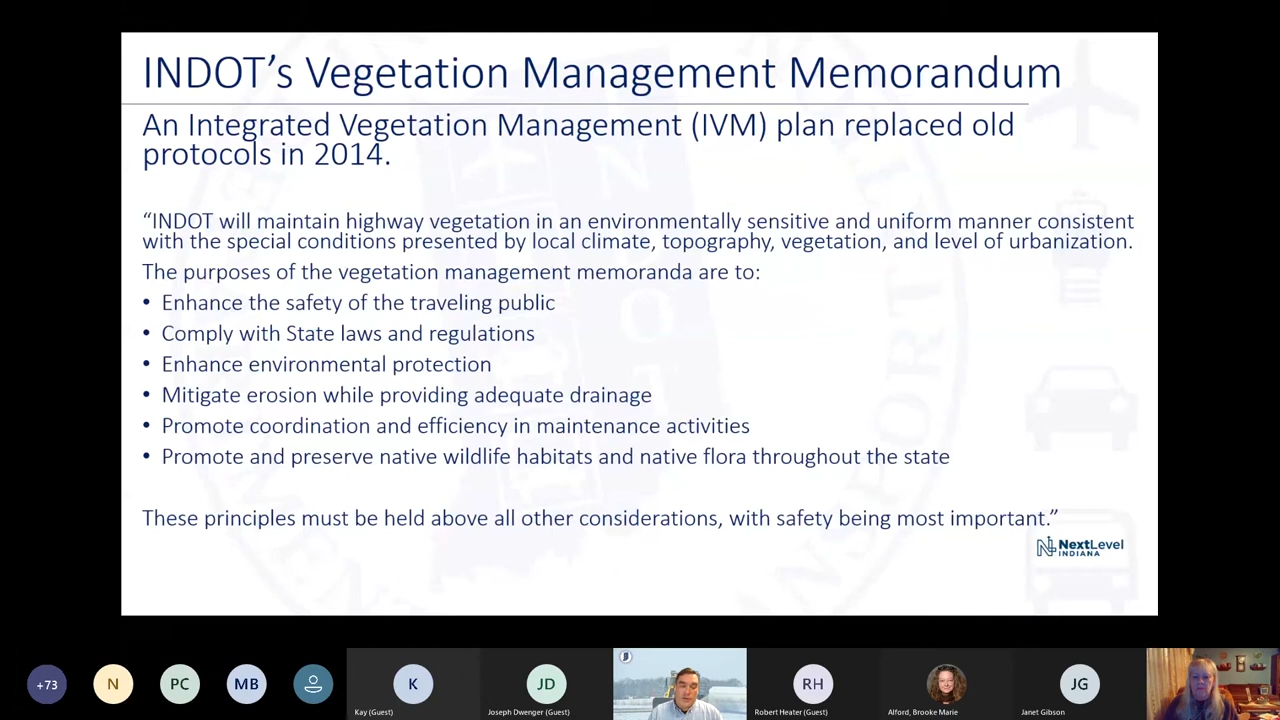 INDOT’s Vegetation Management Memorandum
An Integrated Vegetation Management (IVM) plan replaced old
protocols in 2014.
“INDOT will maintain highway vegetation in an environmentally sensitive and uniform manner consistent
with the special conditions presented by local climate, topography, vegetation, and level of urbanization.
The purposes of the vegetation management memoranda are to:
• Enhance the safety of the traveling public
• Comply with State laws and regulations
• Enhance environmental protection
• Mitigate erosion while providing adequate drainage
• Promote coordination and efficiency in maintenance activities
• Promote and preserve native wildlife habitats and native flora throughout the state
These principles must be held above all other considerations, with safety being most important.”
NextLevel
INDIANA
+73
N
PC
MB
K
JD
RH
JG
Kay (Guest)
Joseph Dwenger (Guest)
Robert Heater (Guest)
Alford, Brooke Marie
Janet Gibson